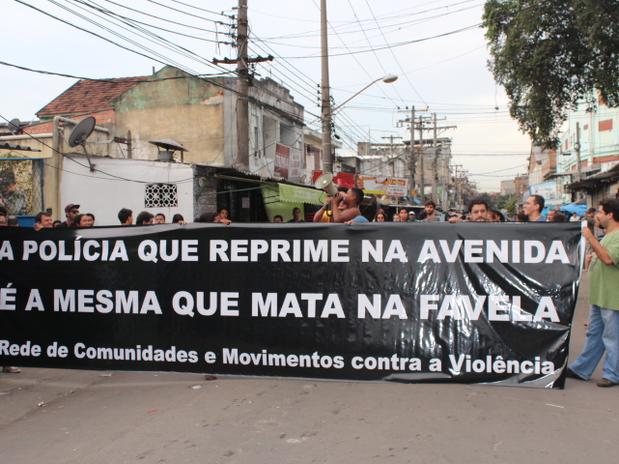 A POLÍCIA QUE REPRIME NA AVENIDA
É A MESMA QUE MATA NA FAVELA
Rede de Comunidades e Movimentos contra a Violência